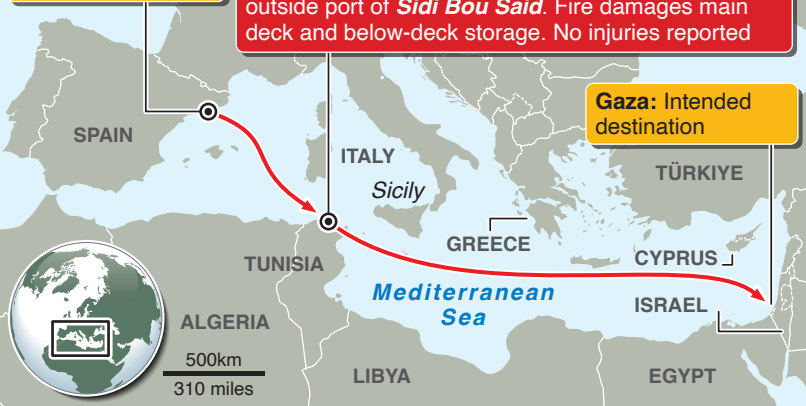 outside port of Sidi Bou Said. Fire damages main
deck and below-deck storage. No injuries reported
Gaza: Intended
destination
SPAIN
ITALY
Sicily
TÜRKIYE
GREECE
CYPRUS
TUNISIA
Mediterranean
Sea
ISRAEL
ALGERIA
500km
310 miles
LIBYA
EGYPT